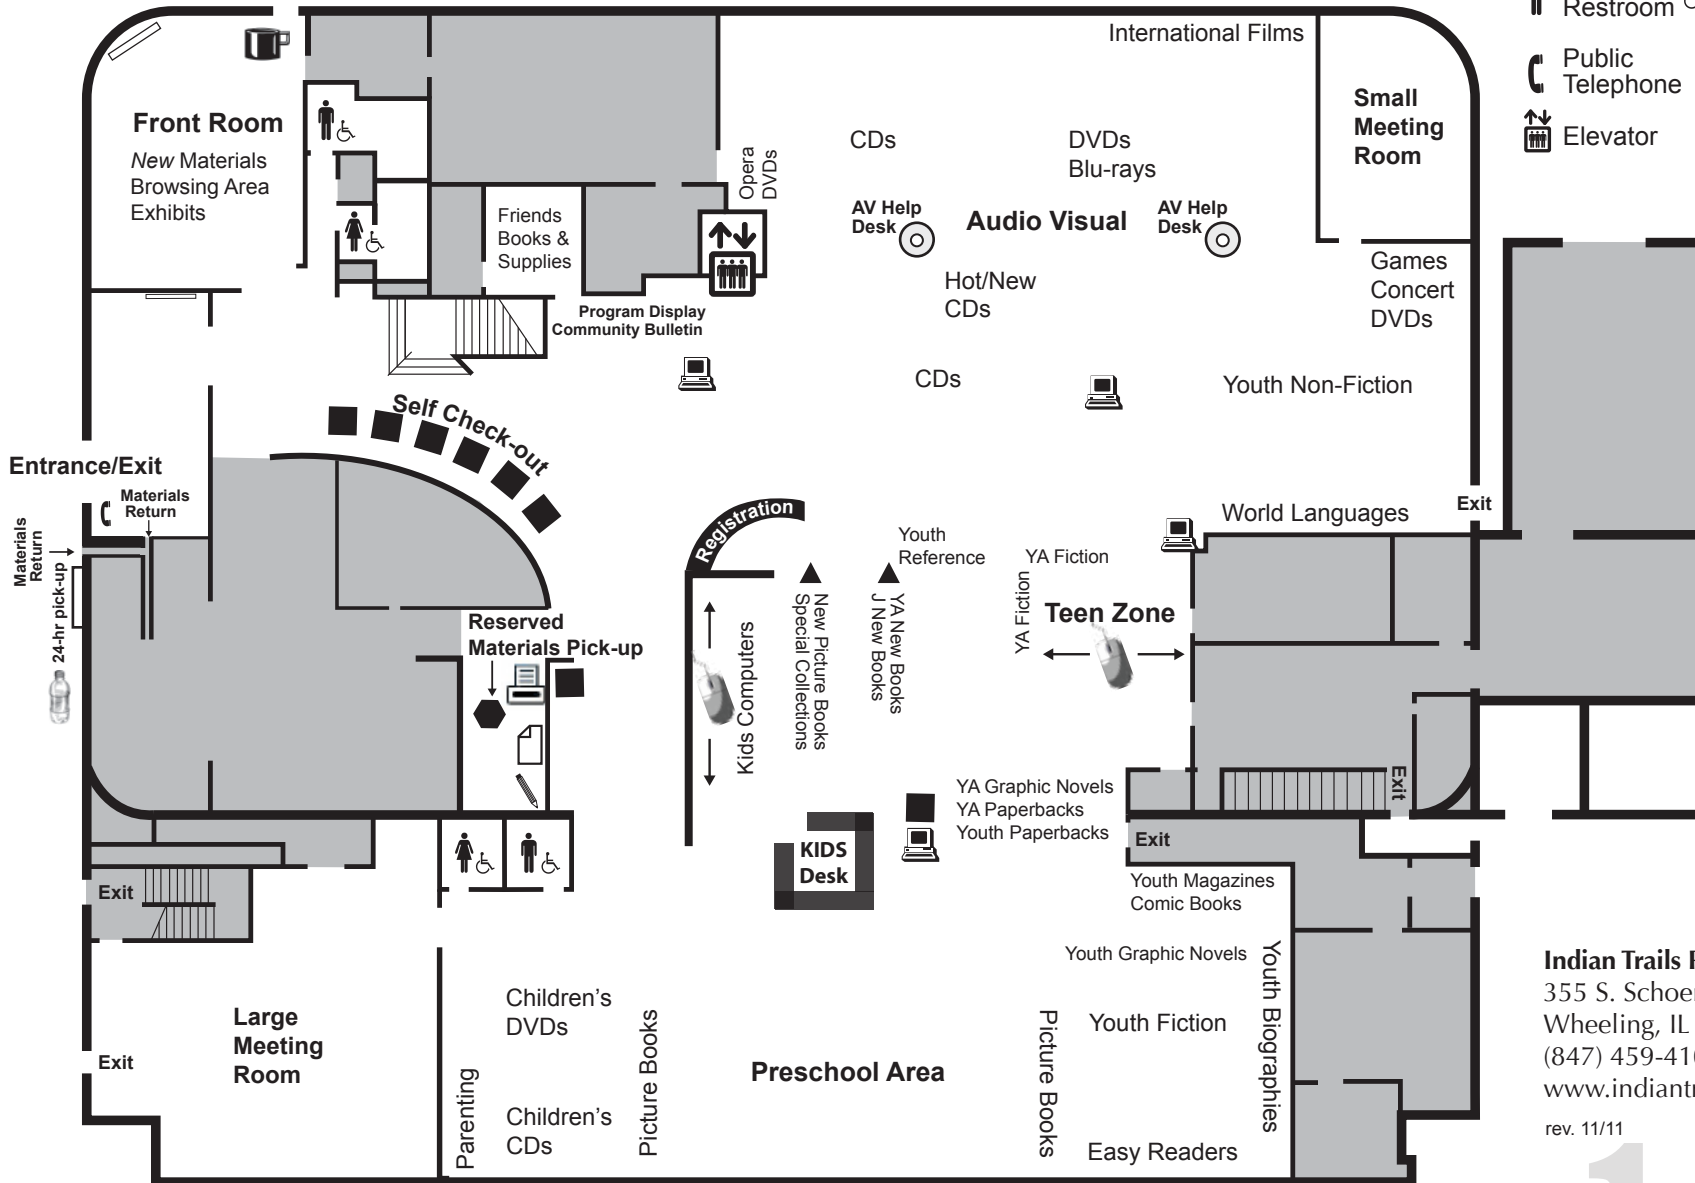 Restroom
Public
Telephone
Elevator
International Films
Small
Meeting
Room
Front Room
New Materials
Browsing Area
Exhibits
CDs
DVDs
Blu-rays
Opera
DVDs
AV Help
Desk
Audio Visual
AV Help
Desk
Friends
Books &
Supplies
Games
Concert
DVDs
Hot/New
CDs
Program Display
Community Bulletin
CDs
Youth Non-Fiction
Self Check-out
Entrance/Exit
Materials
Return
Materials
Return
24-hr pick-up
Registration
Youth
Reference
World Languages
Exit
YA Fiction
YA Fiction
Teen Zone
Reserved
Materials Pick-up
Kids Computers
New Picture Books
Special Collections
YA New Books
J New Books
YA Graphic Novels
YA Paperbacks
Youth Paperbacks
Exit
Exit
KIDS
Desk
Exit
Youth Magazines
Comic Books
Youth Graphic Novels
Youth Biographies
Large
Meeting
Room
Exit
Children's
DVDs
Picture Books
Parenting
Children's
CDs
Preschool Area
Picture Books
Youth Fiction
Easy Readers
Indian Trails
355 S.
Wheeling, IL
(847) 459-41
www.indiant
rev. 11/11
1